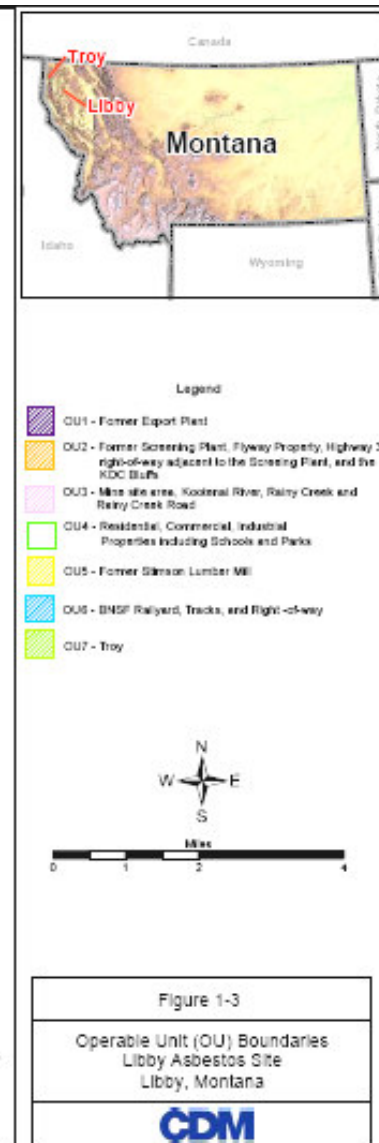 Canada
Troy
Libby
Montana
Idaho
Wyoming
Legend
OU1 - Former Export Plant
OU2 - Former Screening Plant, Flyway Property, Highway
right-of-way adjacent to the Screening Plant, and the
KDC Bluffs
OU3 - Mine site area, Kootenai River, Rainy Creek and
Rainy Creek Road
OU4 - Residential, Commercial, Industrial
Properties including Schools and Parks
OU5 - Former Stimson Lumber Mill
OU6 - BNSF Railyard, Tracks, and Right -of-way
OU7 - Troy
N
W E
S
Miles
0 1 2 4
Figure 1-3
Operable Unit (OU) Boundaries
Libby Asbestos Site
Libby, Montana
CDM